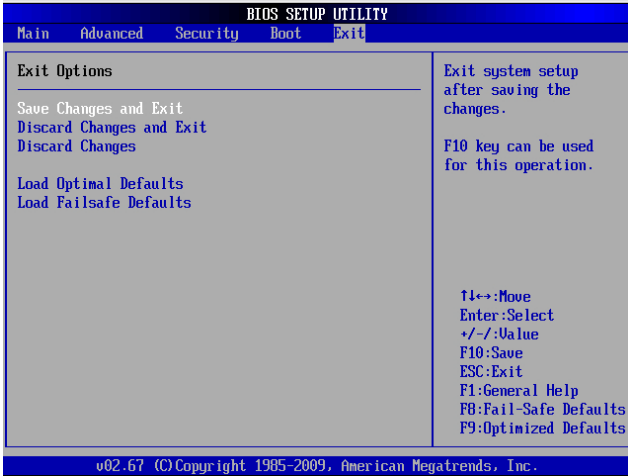 BIOS SETUP UTILITY
Main Advanced Security Boot Exit
Exit Options
Save Changes and Exit
Discard Changes and Exit
Discard Changes
Load Optimal Defaults
Load Failsafe Defaults
Exit system setup
after saving the
changes.
F10 key can be used
for this operation.
↑↓↔:Move
Enter:Select
+/-/:Value
F10:Save
ESC:Exit
F1:General Help
F8:Fail-Safe Defaults
F9:Optimized Defaults
v02.67 (C)Copyright 1985-2009, American Megatrends, Inc.